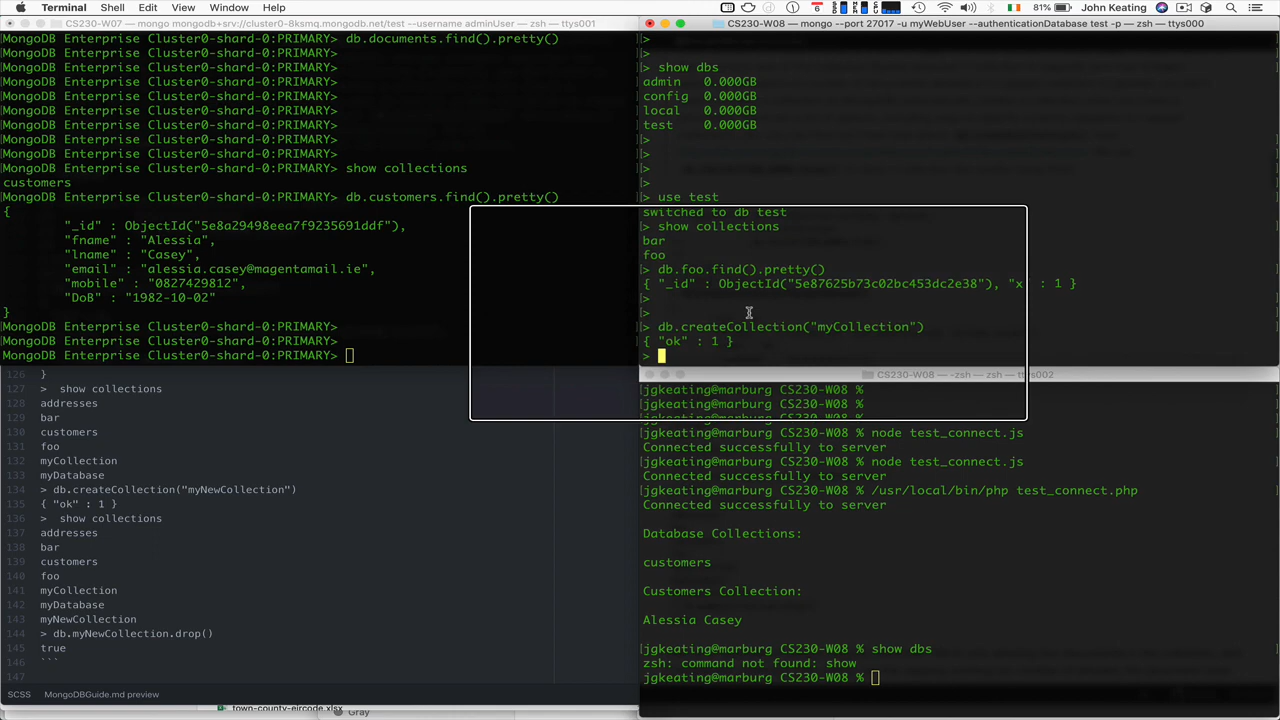 Terminal Shell Edit View Window Help
6
81%
John Keating
CS230-W07 — mongo mongodb+srv://cluster0-8ksmq.mongodb.net/test --username adminUser — zsh — ttys001
MongoDB Enterprise Cluster0-shard-0:PRIMARY> db.documents.find().pretty()
MongoDB Enterprise Cluster0-shard-0:PRIMARY>
MongoDB Enterprise Cluster0-shard-0:PRIMARY>
MongoDB Enterprise Cluster0-shard-0:PRIMARY>
MongoDB Enterprise Cluster0-shard-0:PRIMARY>
MongoDB Enterprise Cluster0-shard-0:PRIMARY>
MongoDB Enterprise Cluster0-shard-0:PRIMARY>
MongoDB Enterprise Cluster0-shard-0:PRIMARY>
MongoDB Enterprise Cluster0-shard-0:PRIMARY>
MongoDB Enterprise Cluster0-shard-0:PRIMARY> show collections
customers
MongoDB Enterprise Cluster0-shard-0:PRIMARY> db.customers.find().pretty()
{
"_id" : ObjectId("5e8a29498eea7f9235691ddf"),
"fname" : "Alessia",
"lname" : "Casey",
"email" : "alessia.casey@magentamail.ie",
"mobile" : "0827429812",
"DoB" : "1982-10-02"
}
MongoDB Enterprise Cluster0-shard-0:PRIMARY>
MongoDB Enterprise Cluster0-shard-0:PRIMARY>
MongoDB Enterprise Cluster0-shard-0:PRIMARY>
CS230-W08 — mongo --port 27017 -u myWebUser --authenticationDatabase test -p — zsh — ttys000
>
>
> show dbs
admin 0.000GB
config 0.000GB
local 0.000GB
test 0.000GB
>
>
>
>
> use test
switched to db test
> show collections
bar
foo
> db.foo.find().pretty()
{ "_id" : ObjectId("5e87625b73c02bc453dc2e38"), "x" : 1 }
>
>
> db.createCollection("myCollection")
{ "ok" : 1 }
>
126 }
127 > show collections
128 addresses
129 bar
130 customers
131 foo
132 myCollection
133 myDatabase
134 > db.createCollection("myNewCollection")
135 { "ok" : 1 }
136 > show collections
137 addresses
138 bar
139 customers
140 foo
141 myCollection
142 myDatabase
143 myNewCollection
144 > db.myNewCollection.drop()
145 true
146 ```
147
SCSS MongoDBGuide.md preview
town-county-eircode.xlsx
Gray
CS230-W08 — -zsh — zsh — ttys002
jgkeating@marburg CS230-W08 %
jgkeating@marburg CS230-W08 %
jgkeating@marburg CS230-W08 %
jgkeating@marburg CS230-W08 % node test_connect.js
Connected successfully to server
jgkeating@marburg CS230-W08 % node test_connect.js
Connected successfully to server
jgkeating@marburg CS230-W08 % /usr/local/bin/php test_connect.php
Connected successfully to server
Database Collections:
customers
Customers Collection:
Alessia Casey
jgkeating@marburg CS230-W08 % show dbs
zsh: command not found: show
jgkeating@marburg CS230-W08 %